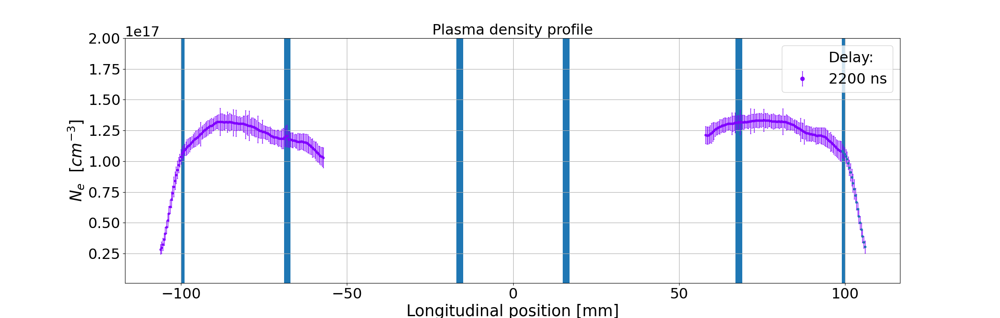 Plasma density profile
1e17
2.00
1.75
1.50
1.25
1.00
0.75
0.50
0.25
N_e [cm^{-3}]
Delay:
2200 ns
−100
−50
0
50
100
Longitudinal position [mm]